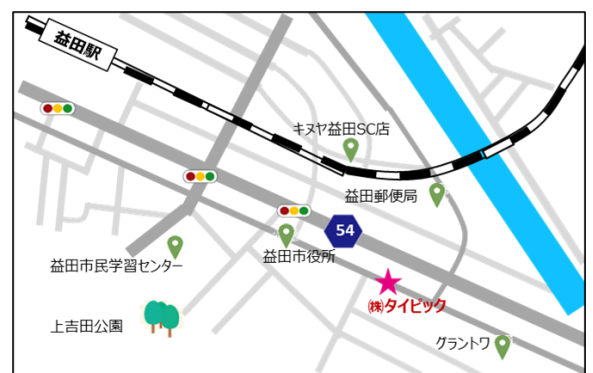 益田駅
キヌヤ益田SC店
益田郵便局
54
益田市役所
益田市民学習センター
㈱タイピック
上吉田公園
グラントワ